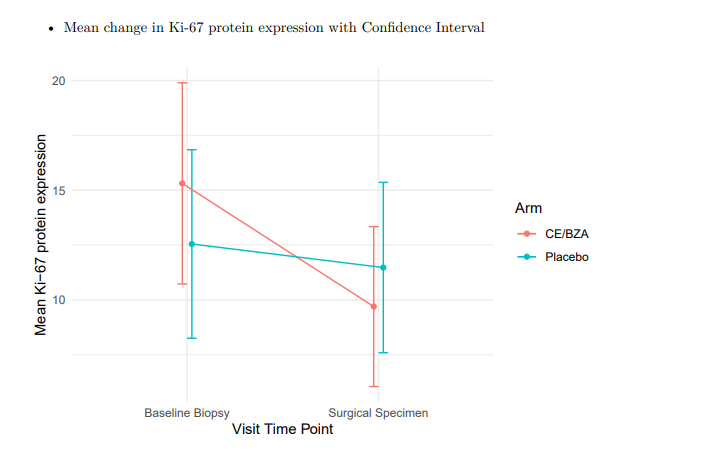 • Mean change in Ki-67 protein expression with Confidence Interval
20
15
10
Mean Ki−67 protein expression
Baseline Biopsy
Surgical Specimen
Visit Time Point
Arm
CE/BZA
Placebo